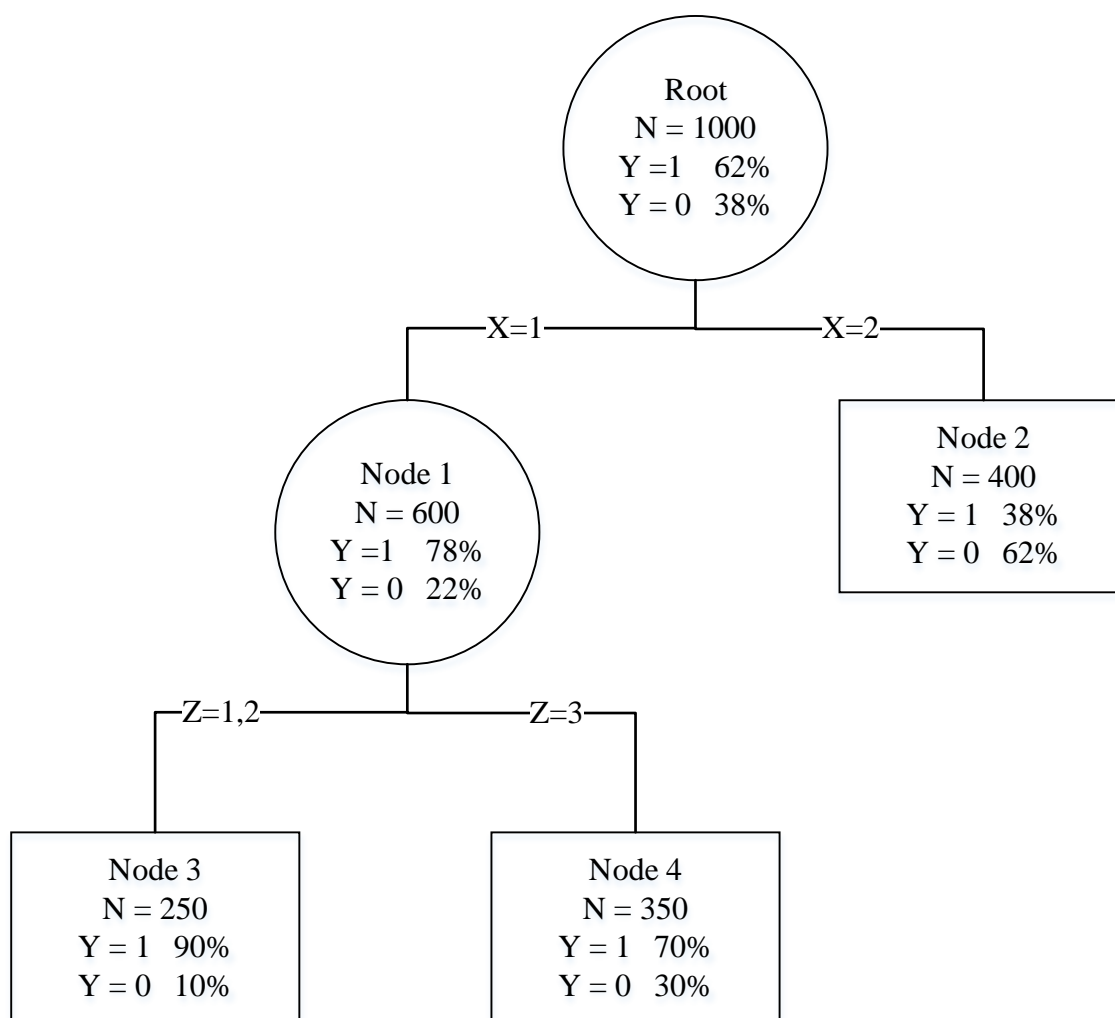 Root
N = 1000
Y =1 62%
Y = 0 38%
X=1
X=2
Node 1
N = 600
Y =1 78%
Y = 0 22%
Node 2
N = 400
Y = 1 38%
Y = 0 62%
Z=1,2
Z=3
Node 3
N = 250
Y = 1 90%
Y = 0 10%
Node 4
N = 350
Y = 1 70%
Y = 0 30%